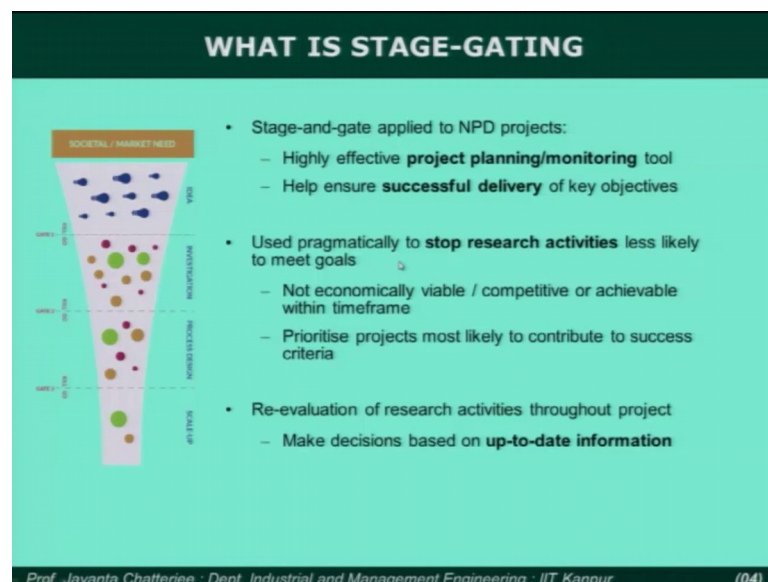 WHAT IS STAGE-GATING
SOCIETAL / MARKET NEED
IDEA
INVESTIGATION
PROCESS DESIGN
SCALE-UP
• Stage-and-gate applied to NPD projects:
– Highly effective project planning/monitoring tool
– Help ensure successful delivery of key objectives
• Used pragmatically to stop research activities less likely
to meet goals
– Not economically viable / competitive or achievable
within timeframe
– Prioritise projects most likely to contribute to success
criteria
• Re-evaluation of research activities throughout project
– Make decisions based on up-to-date information
Prof. Jayanta Chatterjee : Dept. Industrial and Management Engineering : IIT Kanpur
(04)